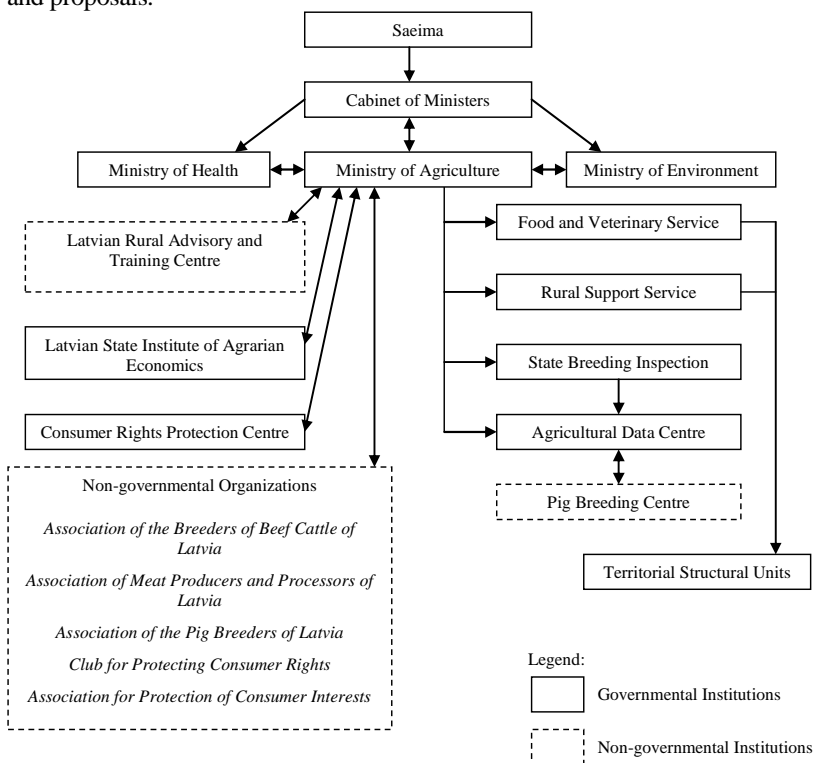 and proposals.
Saeima
Cabinet of Ministers
Ministry of Health
Ministry of Agriculture
Ministry of Environment
Latvian Rural Advisory and
Training Centre
Food and Veterinary Service
Rural Support Service
Latvian State Institute of Agrarian
Economics
State Breeding Inspection
Consumer Rights Protection Centre
Agricultural Data Centre
Non-governmental Organizations
Association of the Breeders of Beef Cattle of
Latvia
Association of Meat Producers and Processors of
Latvia
Association of the Pig Breeders of Latvia
Club for Protecting Consumer Rights
Association for Protection of Consumer Interests
Pig Breeding Centre
Territorial Structural Units
Legend:
Governmental Institutions
Non-governmental Institutions